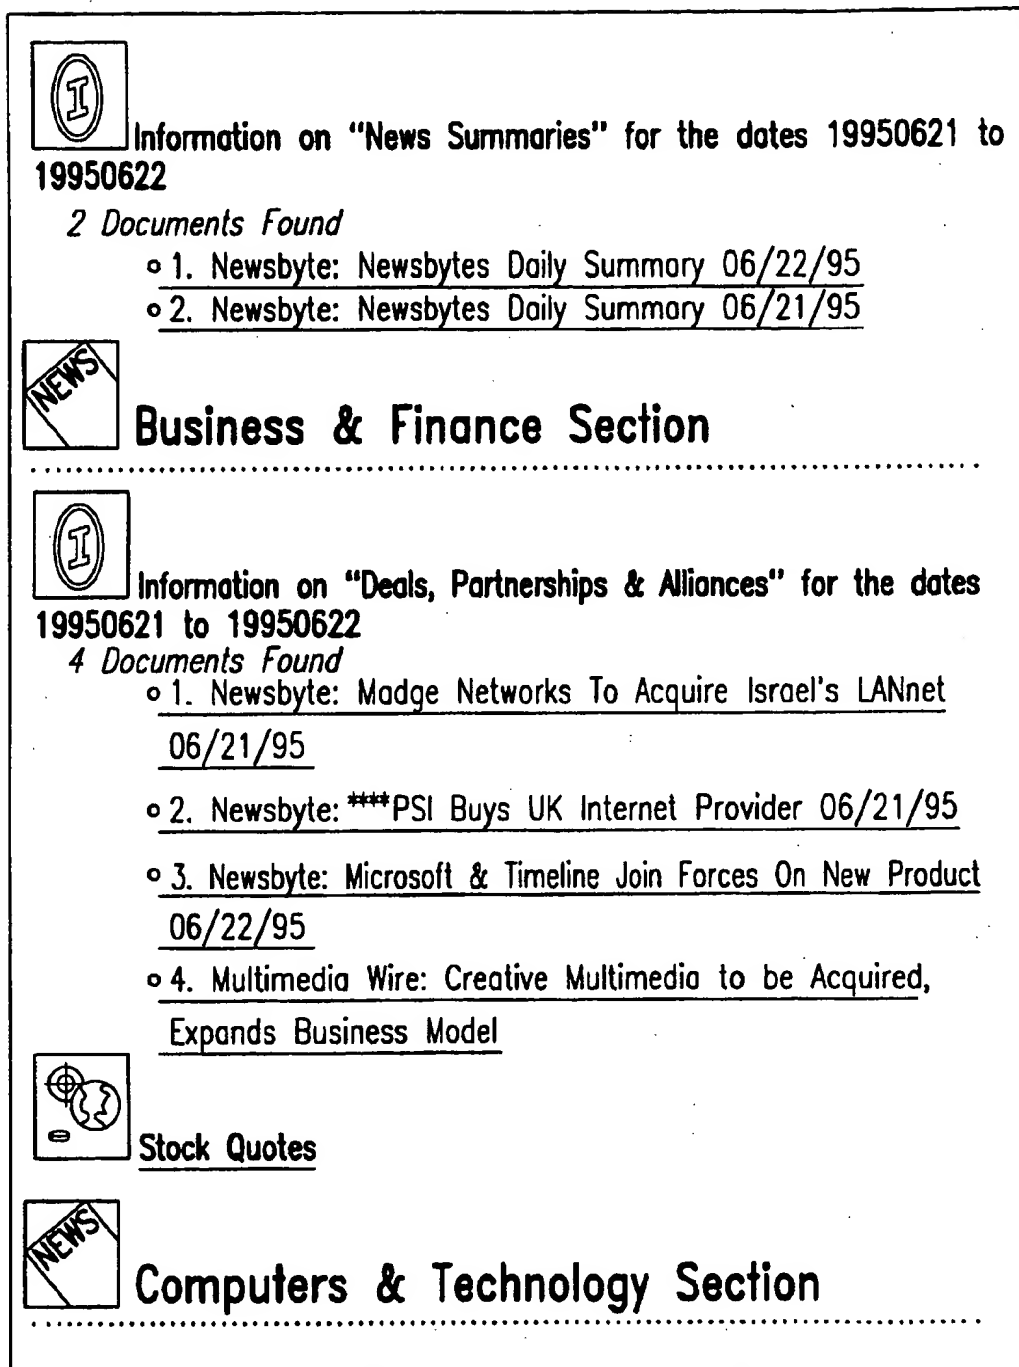 I
Information on "News Summaries" for the dates 19950621 to
19950622
2 Documents Found
1. Newsbyte: Newsbytes Daily Summary 06/22/95
2. Newsbyte: Newsbytes Daily Summary 06/21/95
NEWS
Business & Finance Section
I
Information on "Deals, Partnerships & Alliances" for the dates
19950621 to 19950622
4 Documents Found
1. Newsbyte: Madge Networks To Acquire Israel's LANnet
06/21/95
2. Newsbyte: ****PSI Buys UK Internet Provider 06/21/95
3. Newsbyte: Microsoft & Timeline Join Forces On New Product
06/22/95
4. Multimedia Wire: Creative Multimedia to be Acquired,
Expands Business Model
Stock Quotes
NEWS
Computers & Technology Section